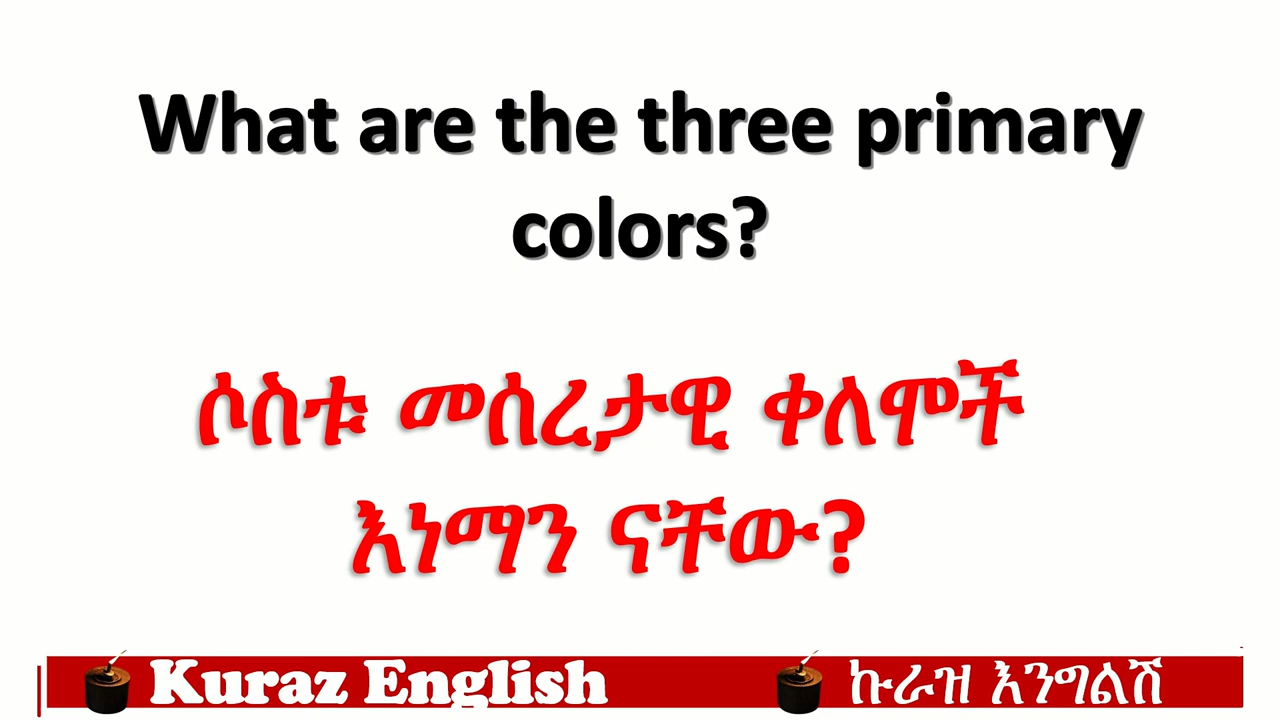 What are the three primary
colors?
ሶስቱ መሰረታዊ ቀለሞች
እነማን ናቸው?
Kuraz English
ኩራዝ እንግልሽ